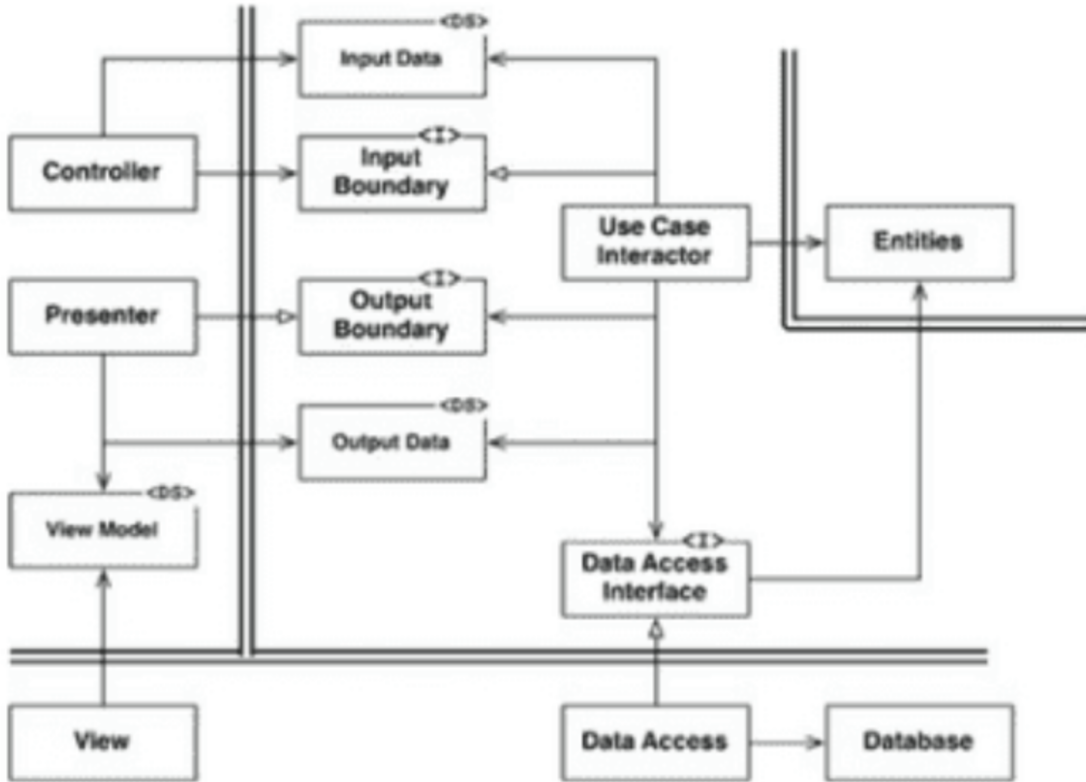 <DS>
Input Data
<I>
Controller
Input
Boundary
Use Case
Interactor
Entities
<I>
Presenter
Output
Boundary
<DS>
Output Data
<DS>
View Model
<I>
Data Access
Interface
View
Data Access
Database